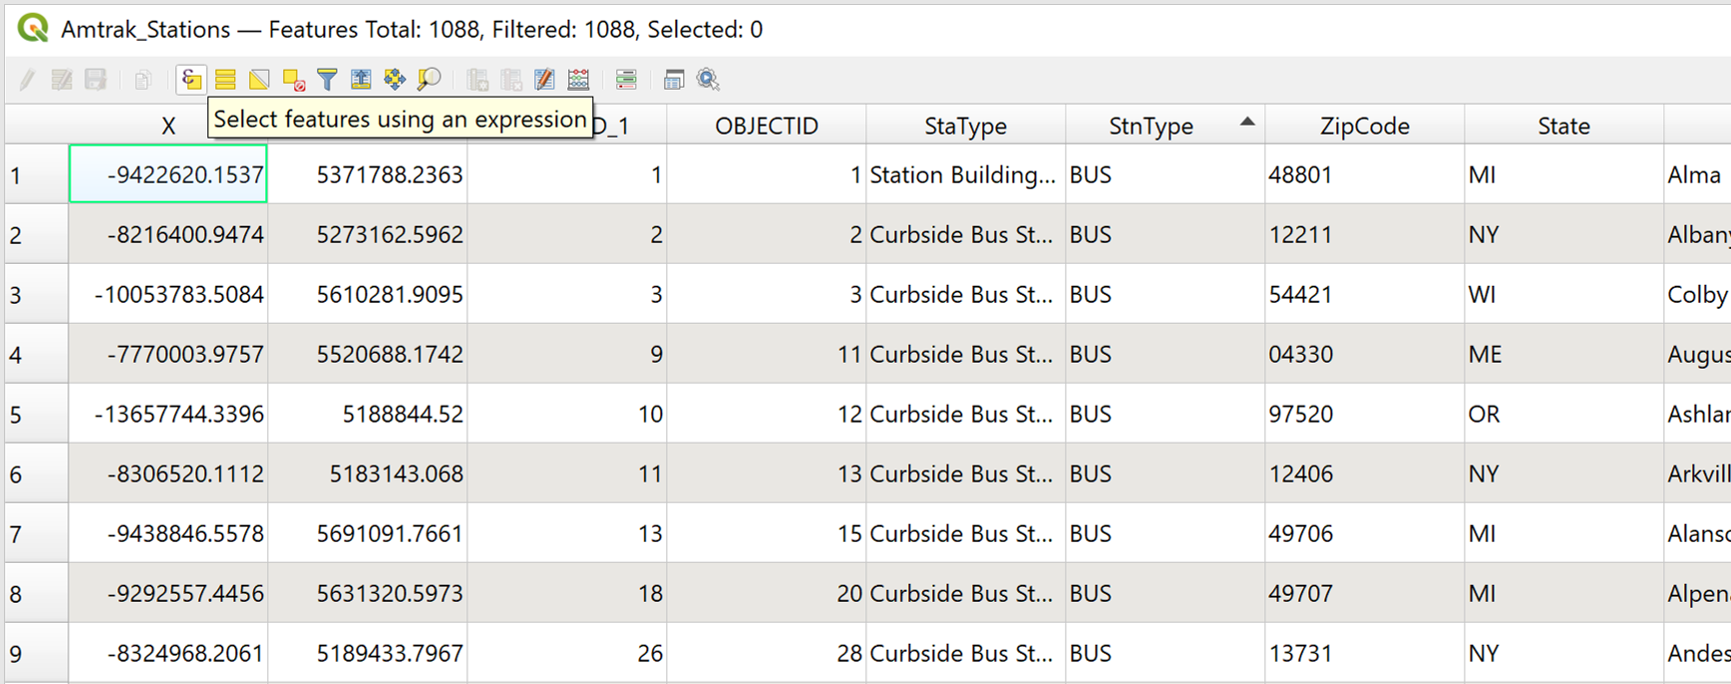 Amtrak_Stations — Features Total: 1088, Filtered: 1088, Selected: 0
Select features using an expression
X D_1 OBJECTID StaType StnType ZipCode State
1 -9422620.1537 5371788.2363 1 1 Station Building... BUS 48801 MI Alma
2 -8216400.9474 5273162.5962 2 2 Curbside Bus St... BUS 12211 NY Albany
3 -10053783.5084 5610281.9095 3 3 Curbside Bus St... BUS 54421 WI Colby
4 -7770003.9757 5520688.1742 9 11 Curbside Bus St... BUS 04330 ME Augus
5 -13657744.3396 5188844.52 10 12 Curbside Bus St... BUS 97520 OR Ashlan
6 -8306520.1112 5183143.068 11 13 Curbside Bus St... BUS 12406 NY Arkvill
7 -9438846.5578 5691091.7661 13 15 Curbside Bus St... BUS 49706 MI Alanso
8 -9292557.4456 5631320.5973 18 20 Curbside Bus St... BUS 49707 MI Alpena
9 -8324968.2061 5189433.7967 26 28 Curbside Bus St... BUS 13731 NY Andes